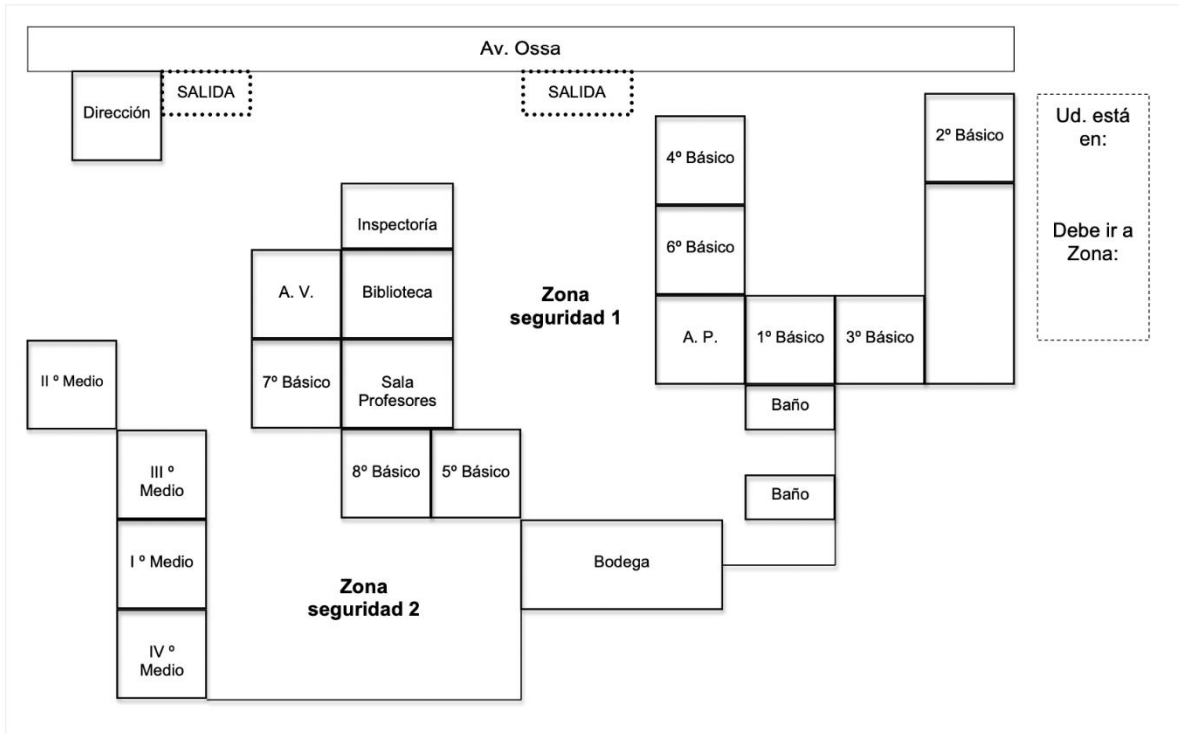 Av. Ossa
SALIDA
SALIDA
Dirección
Ud. está
en:
Debe ir a
Zona:
2º Básico
4º Básico
Inspectoría
6º Básico
A. V.
Biblioteca
Zona
seguridad 1
A. P.
1º Básico
3º Básico
II º Medio
7º Básico
Sala
Profesores
Baño
III º
Medio
8º Básico
5º Básico
Baño
I º Medio
Bodega
Zona
seguridad 2
IV º
Medio